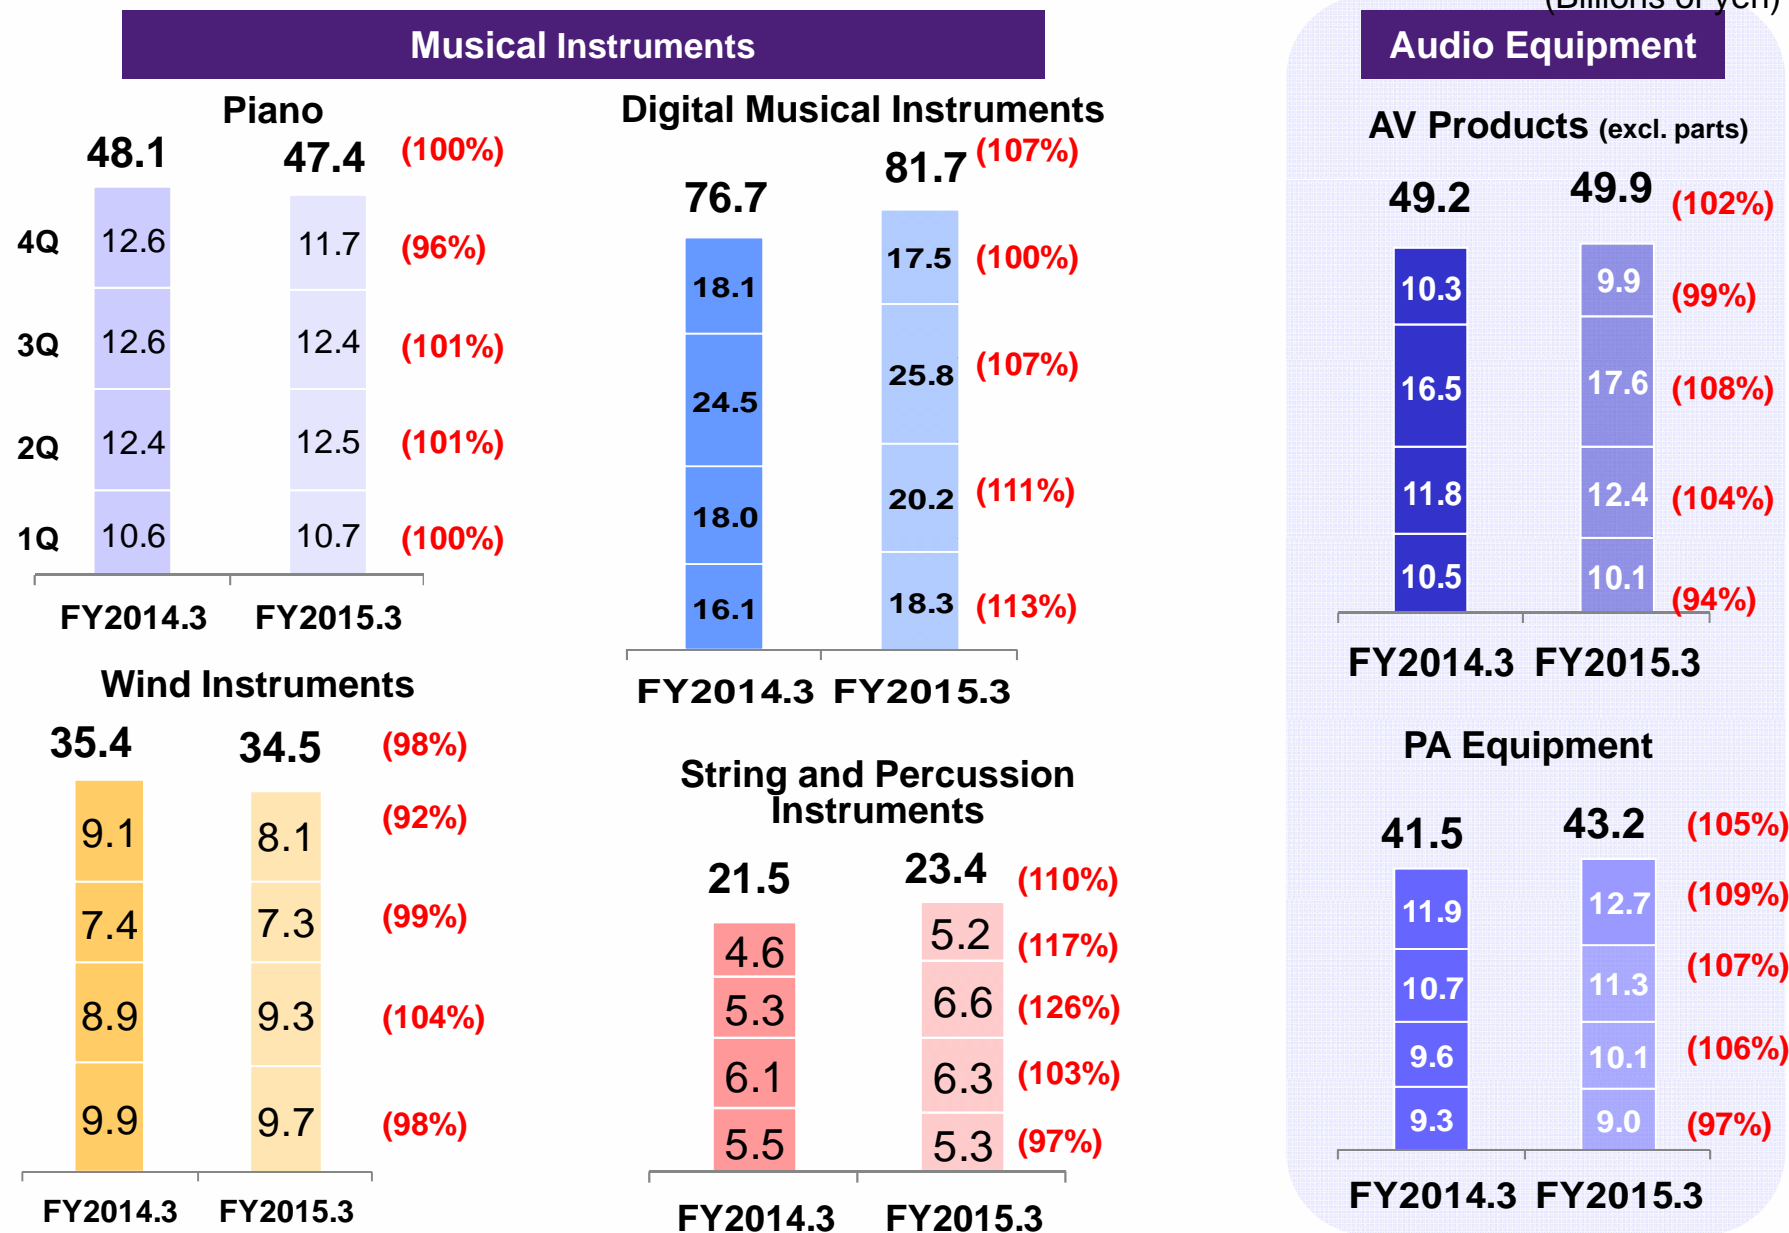 (Billions of yen)
Musical Instruments
Audio Equipment
Piano
48.1 47.4 (100%)
4Q 12.6 11.7 (96%)
3Q 12.6 12.4 (101%)
2Q 12.4 12.5 (101%)
1Q 10.6 10.7 (100%)
FY2014.3 FY2015.3
Digital Musical Instruments
76.7 81.7 (107%)
18.1 17.5 (100%)
24.5 25.8 (107%)
18.0 20.2 (111%)
16.1 18.3 (113%)
FY2014.3 FY2015.3
AV Products (excl. parts)
49.2 49.9 (102%)
10.3 9.9 (99%)
16.5 17.6 (108%)
11.8 12.4 (104%)
10.5 10.1 (94%)
FY2014.3 FY2015.3
Wind Instruments
35.4 34.5 (98%)
9.1 8.1 (92%)
7.4 7.3 (99%)
8.9 9.3 (104%)
9.9 9.7 (98%)
FY2014.3 FY2015.3
String and Percussion
Instruments
21.5 23.4 (110%)
4.6 5.2 (117%)
5.3 6.6 (126%)
6.1 6.3 (103%)
5.5 5.3 (97%)
FY2014.3 FY2015.3
PA Equipment
41.5 43.2 (105%)
11.9 12.7 (109%)
10.7 11.3 (107%)
9.6 10.1 (106%)
9.3 9.0 (97%)
FY2014.3 FY2015.3